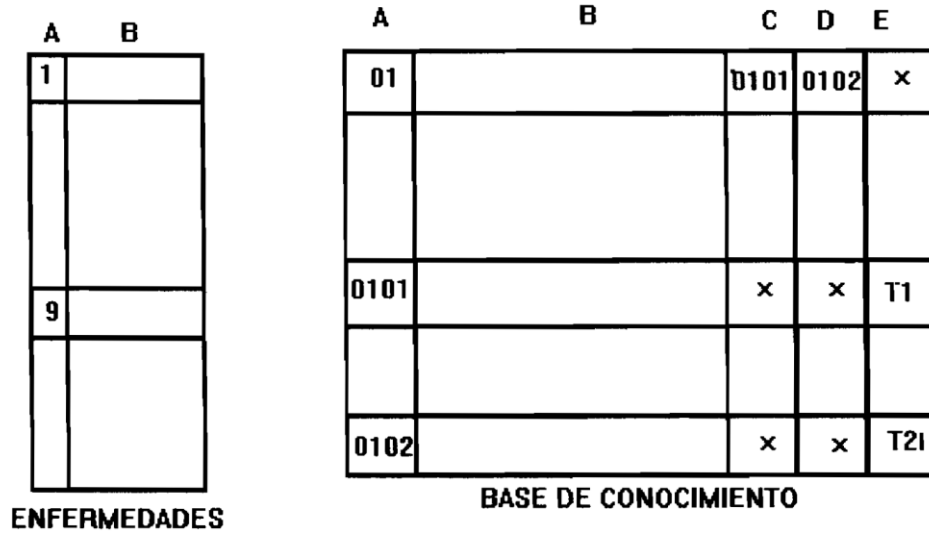 A B
1
9
ENFERMEDADES
A B C D E
01 0101 0102 x
0101 x x T1
0102 x x T2I
BASE DE CONOCIMIENTO